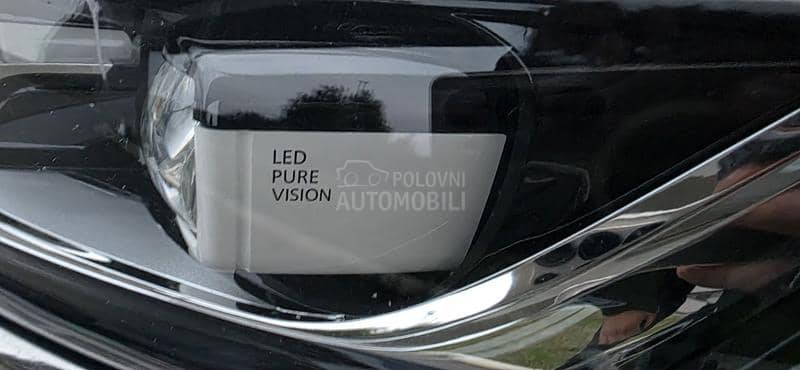 LED
PURE
VISION
POLOVNI
AUTOMOBILI